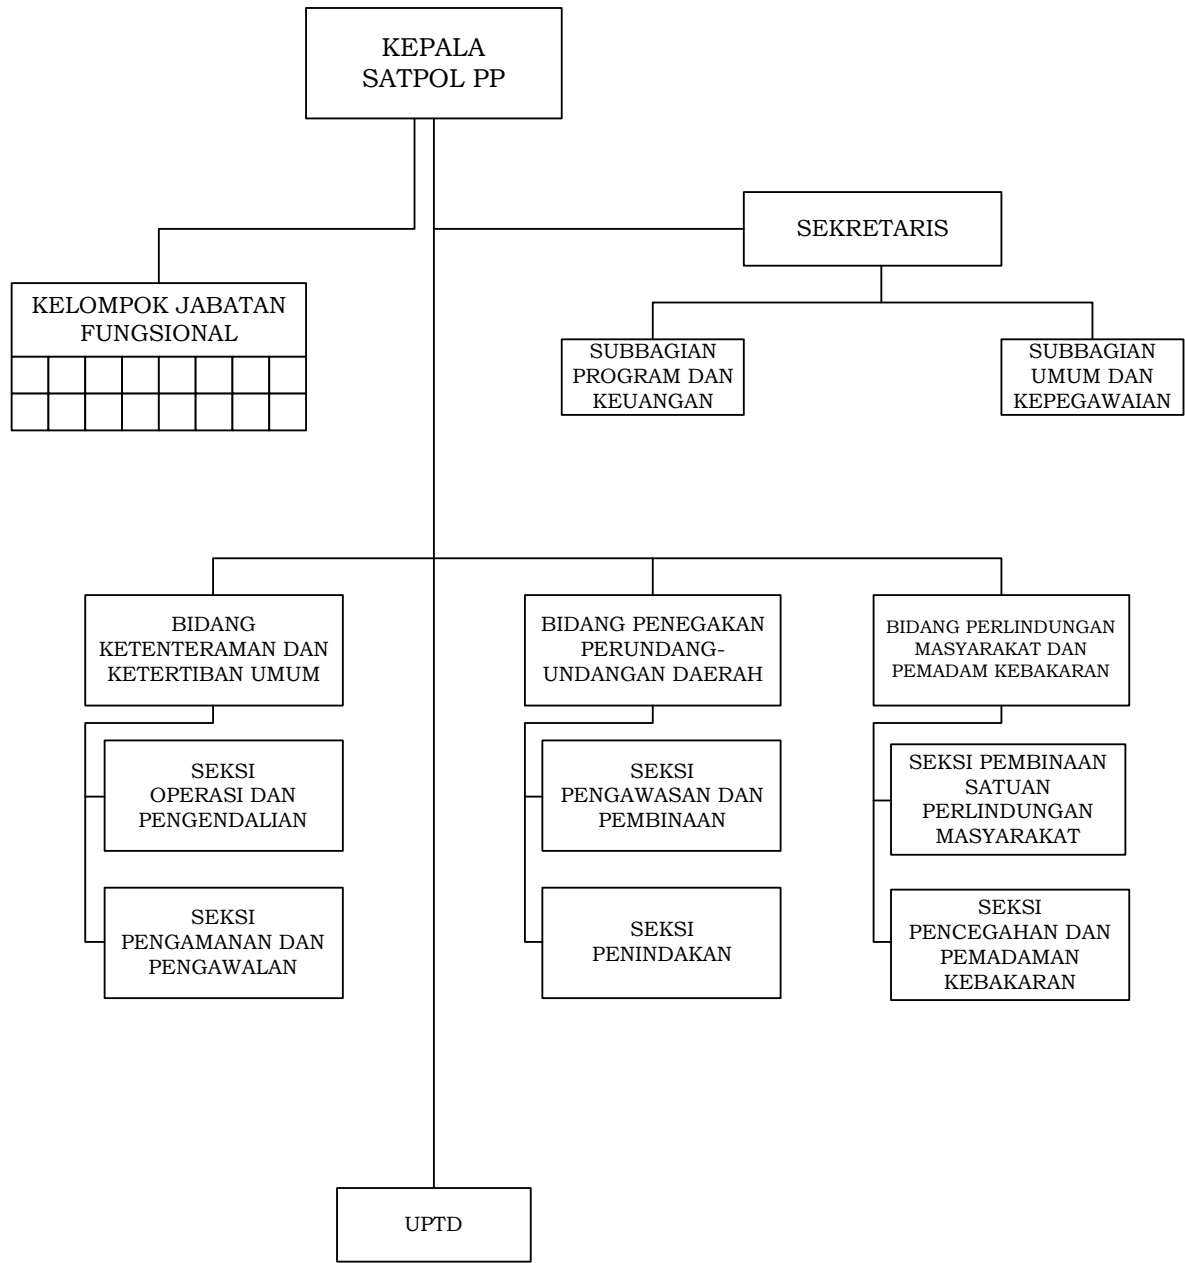 KEPALA
SATPOL PP
SEKRETARIS
KELOMPOK JABATAN
FUNGSIONAL
SUBBAGIAN
PROGRAM DAN
KEUANGAN
SUBBAGIAN
UMUM DAN
KEPEGAWAIAN
BIDANG
KETENTERAMAN DAN
KETERTIBAN UMUM
BIDANG PENEGAKAN
PERUNDANG-
UNDANGAN DAERAH
BIDANG PERLINDUNGAN
MASYARAKAT DAN
PEMADAM KEBAKARAN
SEKSI
OPERASI DAN
PENGENDALIAN
SEKSI
PENGAWASAN DAN
PEMBINAAN
SEKSI PEMBINAAN
SATUAN
PERLINDUNGAN
MASYARAKAT
SEKSI
PENGAMANAN DAN
PENGAWALAN
SEKSI
PENINDAKAN
SEKSI
PENCEGAHAN DAN
PEMADAMAN
KEBAKARAN
UPTD